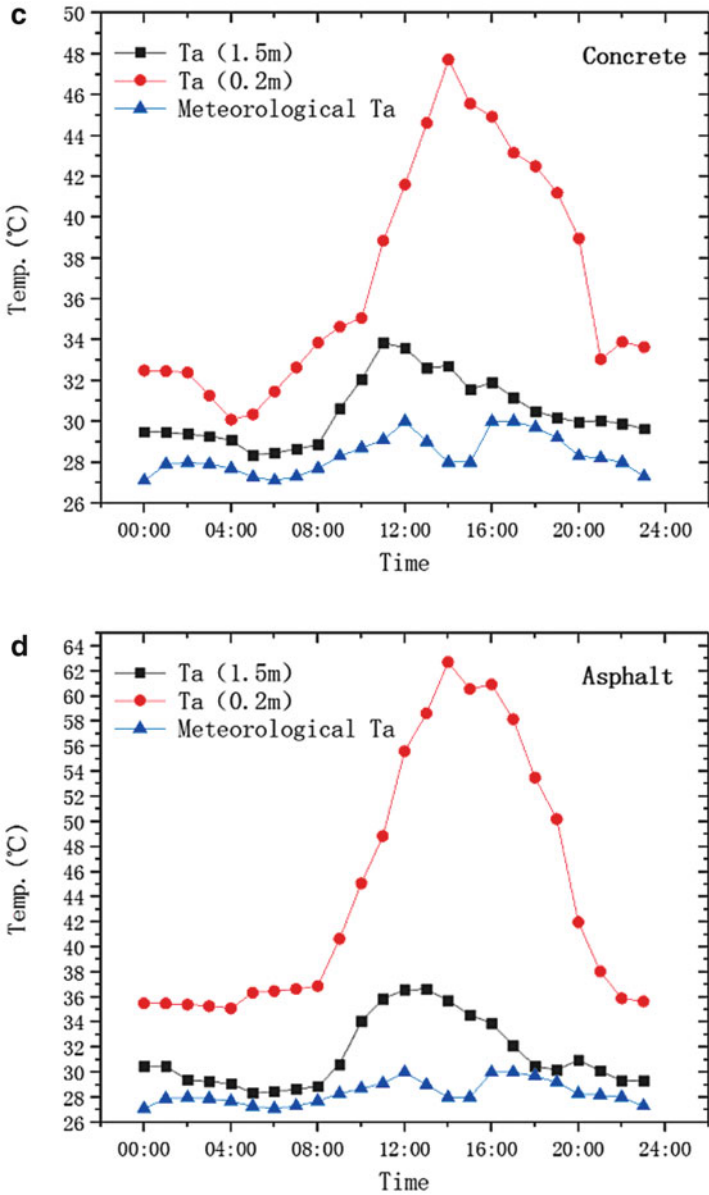 c
50
48
46
44
42
40
38
36
34
32
30
28
26
Temp.(℃)
Ta (1.5m)
Ta (0.2m)
Meteorological Ta
Concrete
00:00 04:00 08:00 12:00 16:00 20:00 24:00
Time
d
64
62
60
58
56
54
52
50
48
46
44
42
40
38
36
34
32
30
28
26
Temp.(℃)
Ta (1.5m)
Ta (0.2m)
Meteorological Ta
Asphalt
00:00 04:00 08:00 12:00 16:00 20:00 24:00
Time